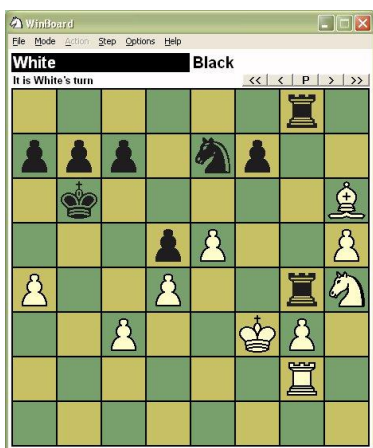 WinBoard
File Mode Action Step Options Help
White Black
It is White's turn << < P > >>